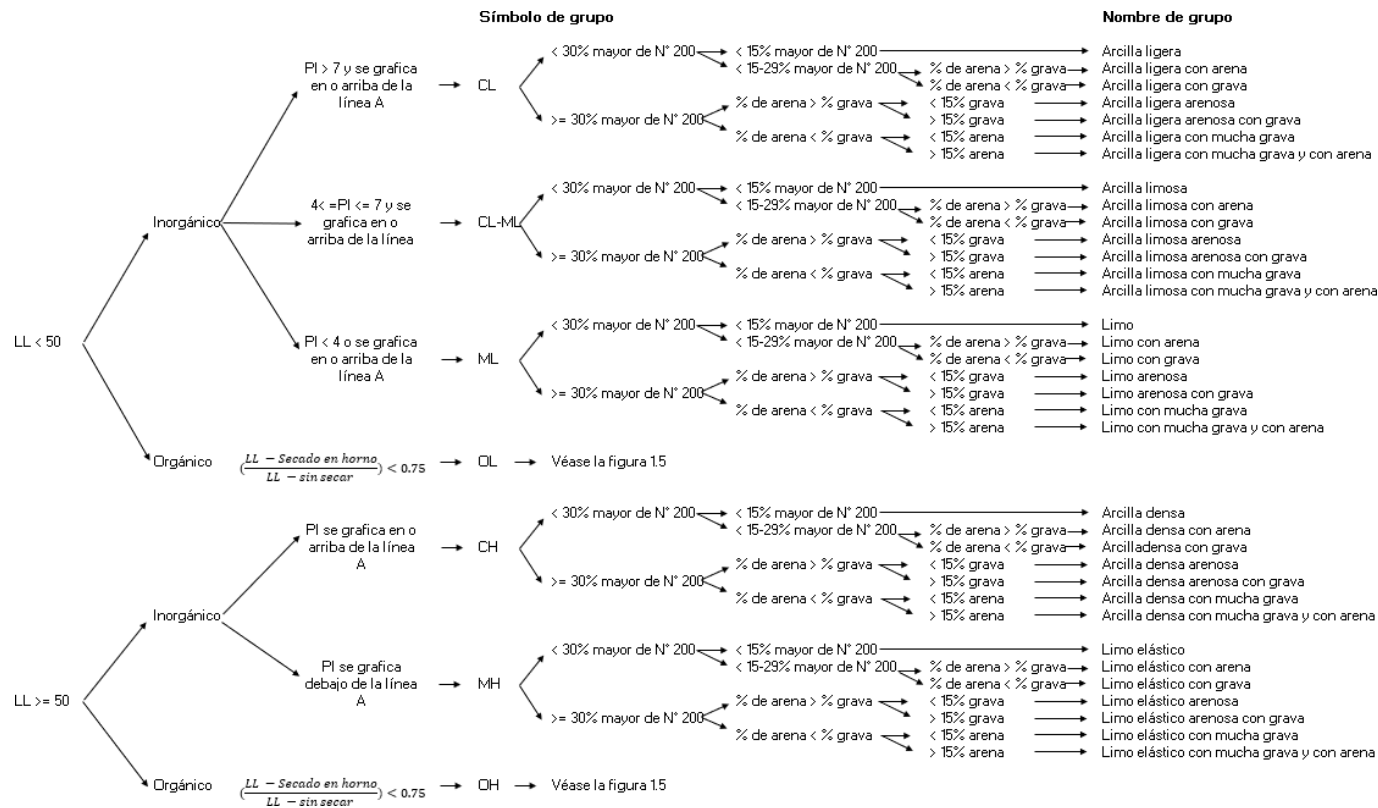 Símbolo de grupo Nombre de grupo
< 30% mayor de N° 200 < 15% mayor de N° 200 Arcilla ligera
PI > 7 y se grafica < 15-29% mayor de N° 200 % de arena > % grava Arcilla ligera con arena
en o arriba de la CL % de arena < % grava Arcilla ligera con grava
línea A % de arena > % grava < 15% grava Arcilla ligera arenosa
>= 30% mayor de N° 200 > 15% grava Arcilla ligera arenosa con grava
% de arena < % grava < 15% arena Arcilla ligera con mucha grava
> 15% arena Arcilla ligera con mucha grava y con arena
< 30% mayor de N° 200 < 15% mayor de N° 200 Arcilla limosa
4< =PI <= 7 y se < 15-29% mayor de N° 200 % de arena > % grava Arcilla limosa con arena
Inorgánico grafica en o CL-ML % de arena < % grava Arcilla limosa con grava
arriba de la línea % de arena > % grava < 15% grava Arcilla limosa arenosa
>= 30% mayor de N° 200 > 15% grava Arcilla limosa arenosa con grava
% de arena < % grava < 15% arena Arcilla limosa con mucha grava
> 15% arena Arcilla limosa con mucha grava y con arena
< 30% mayor de N° 200 < 15% mayor de N° 200 Limo
LL < 50 PI < 4 o se grafica < 15-29% mayor de N° 200 % de arena > % grava Limo con arena
en o arriba de la ML % de arena < % grava Limo con grava
línea A % de arena > % grava < 15% grava Limo arenosa
>= 30% mayor de N° 200 > 15% grava Limo arenosa con grava
% de arena < % grava < 15% arena Limo con mucha grava
> 15% arena Limo con mucha grava y con arena
Orgánico (LL − Secado en horno / LL − sin secar) < 0.75 OL Véase la figura 1.5
< 30% mayor de N° 200 < 15% mayor de N° 200 Arcilla densa
PI se grafica en o < 15-29% mayor de N° 200 % de arena > % grava Arcilla densa con arena
arriba de la línea CH % de arena < % grava Arcilladensa con grava
A % de arena > % grava < 15% grava Arcilla densa arenosa
>= 30% mayor de N° 200 > 15% grava Arcilla densa arenosa con grava
% de arena < % grava < 15% arena Arcilla densa con mucha grava
Inorgánico > 15% arena Arcilla densa con mucha grava y con arena
< 30% mayor de N° 200 < 15% mayor de N° 200 Limo elástico
PI se grafica < 15-29% mayor de N° 200 % de arena > % grava Limo elástico con arena
debajo de la línea MH % de arena < % grava Limo elástico con grava
LL >= 50 A % de arena > % grava < 15% grava Limo elástico arenosa
>= 30% mayor de N° 200 > 15% grava Limo elástico arenosa con grava
% de arena < % grava < 15% arena Limo elástico con mucha grava
> 15% arena Limo elástico con mucha grava y con arena
Orgánico (LL − Secado en horno / LL − sin secar) < 0.75 OH Véase la figura 1.5